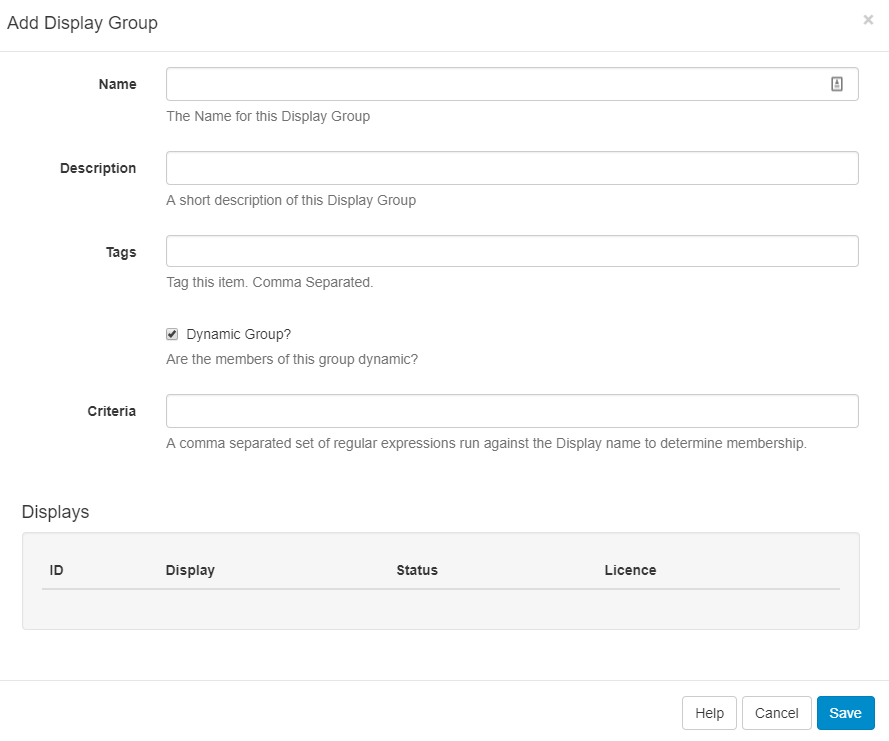 Add Display Group
×
Name
The Name for this Display Group
Description
A short description of this Display Group
Tags
Tag this item. Comma Separated.
Dynamic Group?
Are the members of this group dynamic?
Criteria
A comma separated set of regular expressions run against the Display name to determine membership.
Displays
ID Display Status Licence
Help Cancel Save